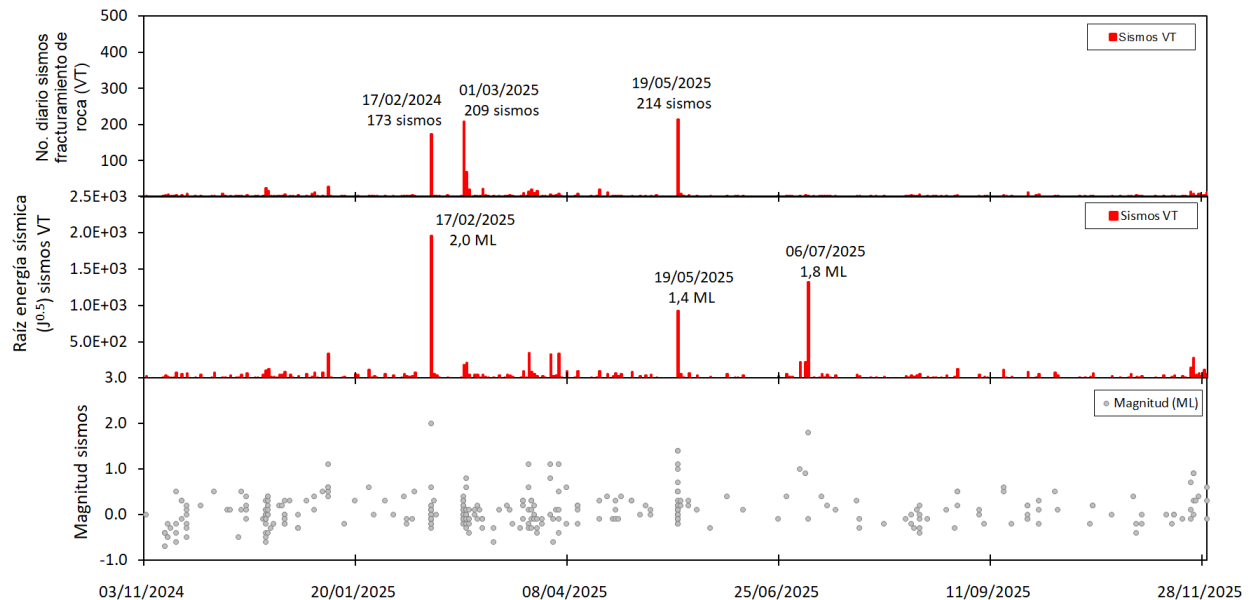 No. diario sismos
fracturamiento de
roca (VT)
500
400
300
200
100
Sismos VT
17/02/2024
173 sismos
01/03/2025
209 sismos
19/05/2025
214 sismos
Raíz energía sísmica
(J^0.5) sismos VT
2.5E+03
2.0E+03
1.5E+03
1.0E+03
5.0E+02
Sismos VT
17/02/2025
2,0 ML
19/05/2025
1,4 ML
06/07/2025
1,8 ML
Magnitud sismos
3.0
2.0
1.0
0.0
-1.0
Magnitud (ML)
03/11/2024
20/01/2025
08/04/2025
25/06/2025
11/09/2025
28/11/2025